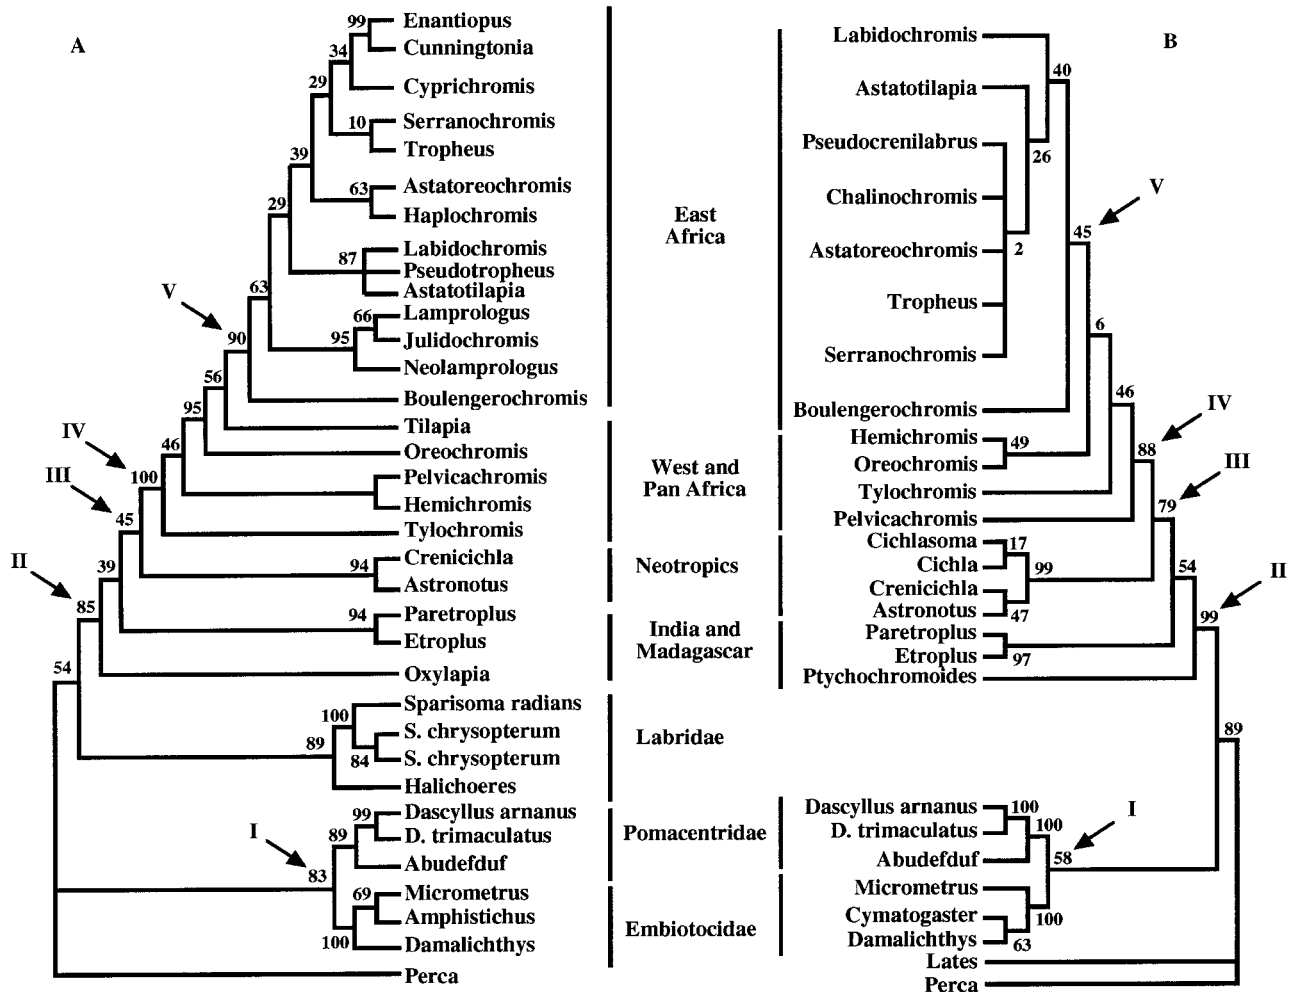 A
99
Enantiopus
Cunningtonia
34
Cyprichromis
29
10
Serranochromis
Tropheus
39
63
Astatoreochromis
Haplochromis
29
87
Labidochromis
Pseudotropheus
Astatotilapia
63
66
Lamprologus
Julidochromis
95
Neolamprologus
V
90
Boulengerochromis
56
Tilapia
95
Oreochromis
46
Pelvicachromis
Hemichromis
IV
100
Tylochromis
III
45
94
Crenicichla
Astronotus
39
94
Paretroplus
Etroplus
II
85
Oxylapia
54
100
Sparisoma radians
S. chrysopterum
84
S. chrysopterum
89
Halichoeres
99
Dascyllus arnanus
D. trimaculatus
89
Abudefduf
I
83
69
Micrometrus
Amphistichus
100
Damalichthys
Perca
East
Africa
West and
Pan Africa
Neotropics
India and
Madagascar
Labridae
Pomacentridae
Embiotocidae
B
Labidochromis
40
Astatotilapia
26
Pseudocrenilabrus
Chalinochromis
Astatoreochromis
2
Tropheus
Serranochromis
V
45
Boulengerochromis
6
Hemichromis
49
Oreochromis
46
Tylochromis
IV
88
Pelvicachromis
III
79
Cichlasoma
17
Cichla
99
Crenicichla
Astronotus
47
54
Paretroplus
Etroplus
97
II
99
Ptychochromoides
89
Dascyllus arnanus
100
D. trimaculatus
100
Abudefduf
I
58
Micrometrus
100
Cymatogaster
Damalichthys
63
Lates
Perca